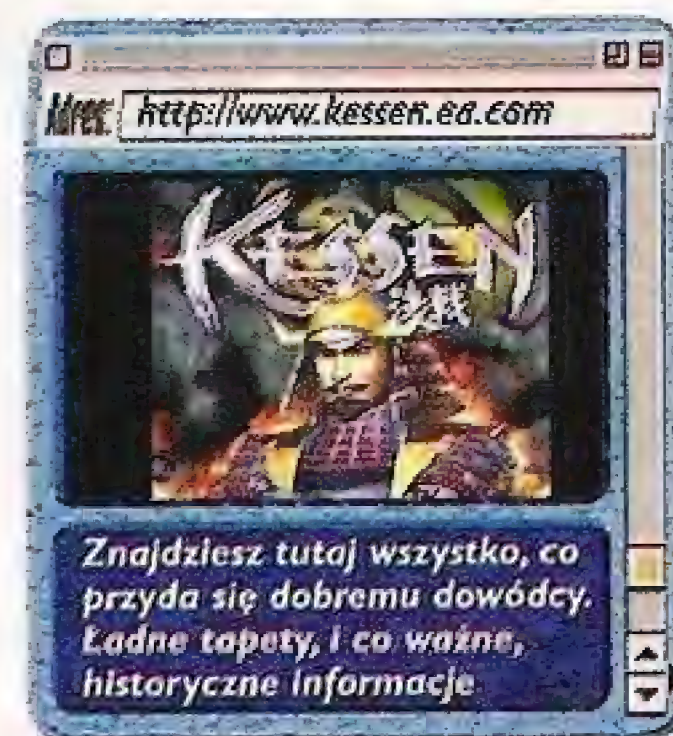 Adres: http://www.kessen.ea.com
KESSEN
決戦
Znajdziesz tutaj wszystko, co
przyda się dobremu dowódcy.
Ładne tapety, i co ważne,
historyczne informacje